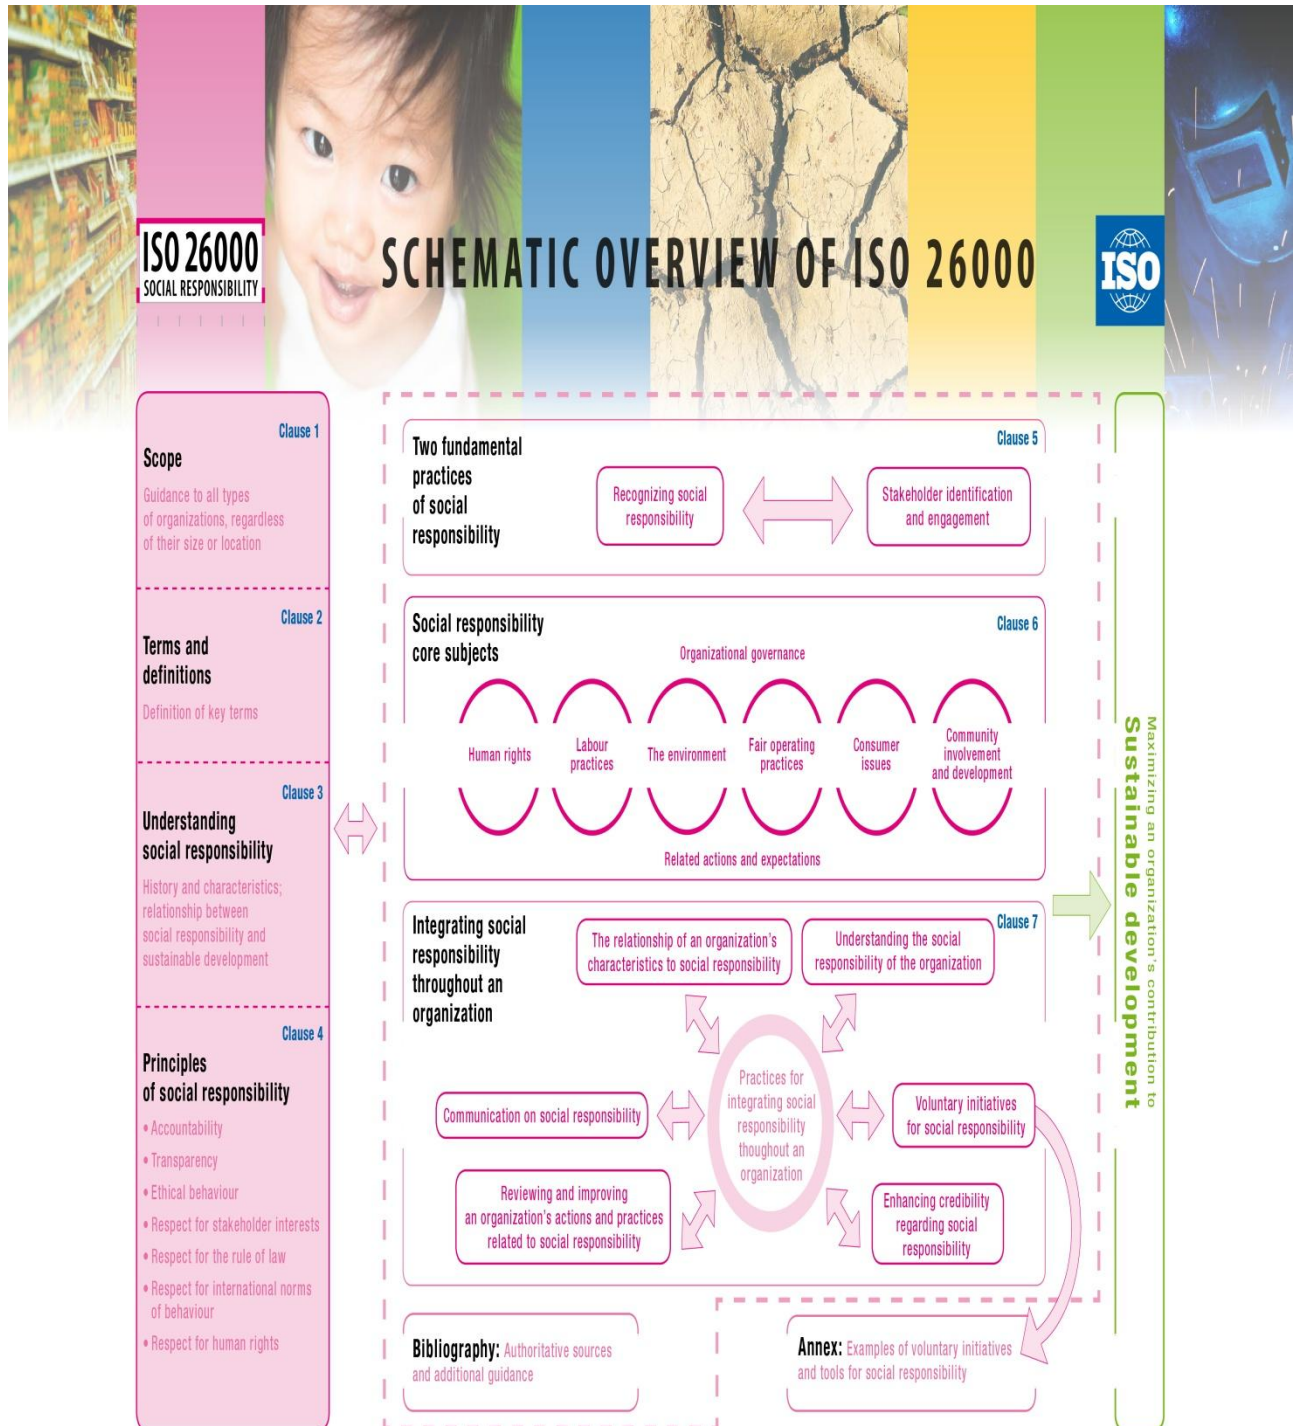 ISO 26000
SOCIAL RESPONSIBILITY
SCHEMATIC OVERVIEW OF ISO 26000
ISO
Clause 1
Scope
Guidance to all types
of organizations, regardless
of their size or location
Clause 2
Terms and
definitions
Definition of key terms
Clause 3
Understanding
social responsibility
History and characteristics;
relationship between
social responsibility and
sustainable development
Clause 4
Principles
of social responsibility
• Accountability
• Transparency
• Ethical behaviour
• Respect for stakeholder interests
• Respect for the rule of law
• Respect for international norms
of behaviour
• Respect for human rights
Clause 5
Two fundamental
practices
of social
responsibility
Recognizing social
responsibility
Stakeholder identification
and engagement
Clause 6
Social responsibility
core subjects
Organizational governance
Human rights
Labour
practices
The environment
Fair operating
practices
Consumer
issues
Community
involvement
and development
Related actions and expectations
Clause 7
Integrating social
responsibility
throughout an
organization
The relationship of an organization's
characteristics to social responsibility
Understanding the social
responsibility of the organization
Practices for
integrating social
responsibility
thoughout an
organization
Communication on social responsibility
Voluntary initiatives
for social responsibility
Reviewing and improving
an organization's actions and practices
related to social responsibility
Enhancing credibility
regarding social
responsibility
Bibliography: Authoritative sources
and additional guidance
Annex: Examples of voluntary initiatives
and tools for social responsibility
Maximizing an organization's contribution to
Sustainable development